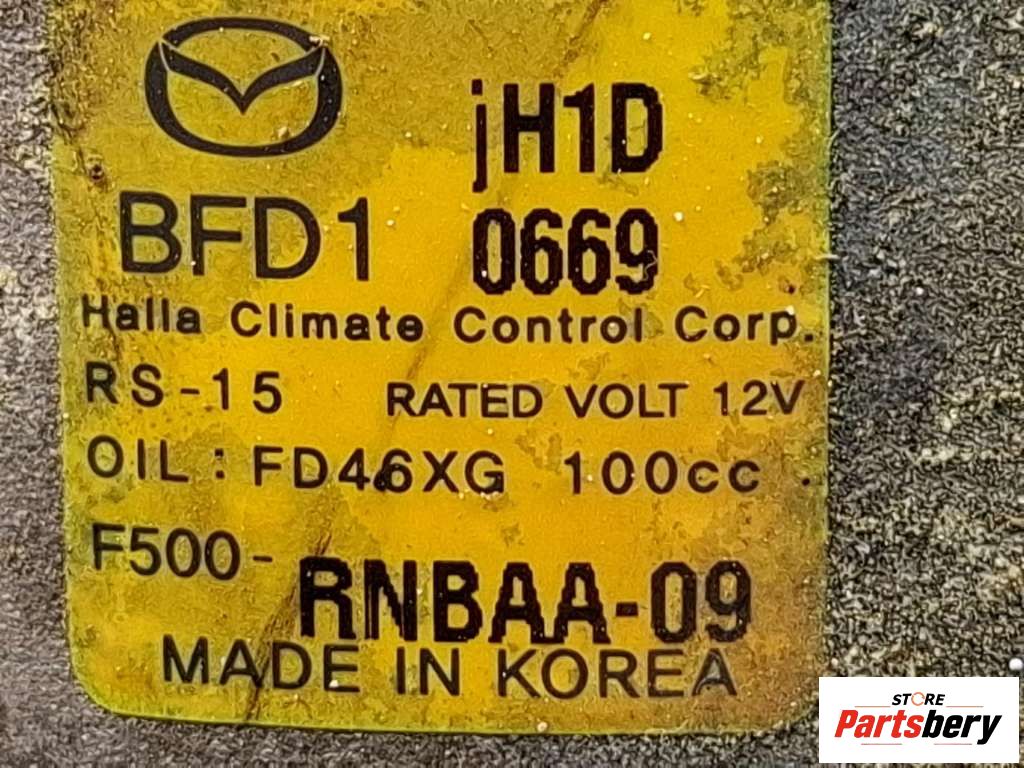 jH1D
BFD1 0669
Halla Climate Control Corp.
RS-15 RATED VOLT 12V
OIL: FD46XG 100cc.
F500-RNBAA-09
MADE IN KOREA
STORE
Partsbery